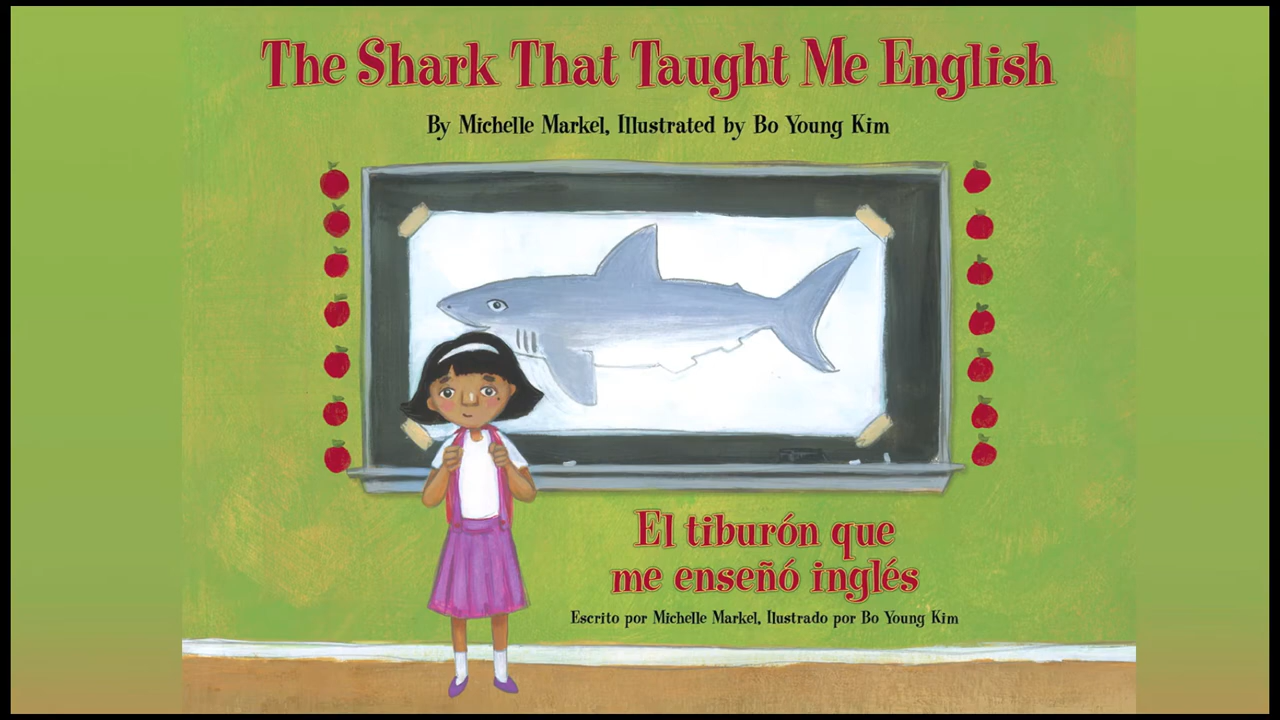 The Shark That Taught Me English
By Michelle Markel, Illustrated by Bo Young Kim
El tiburón que
me enseñó inglés
Escrito por Michelle Markel, Ilustrado por Bo Young Kim